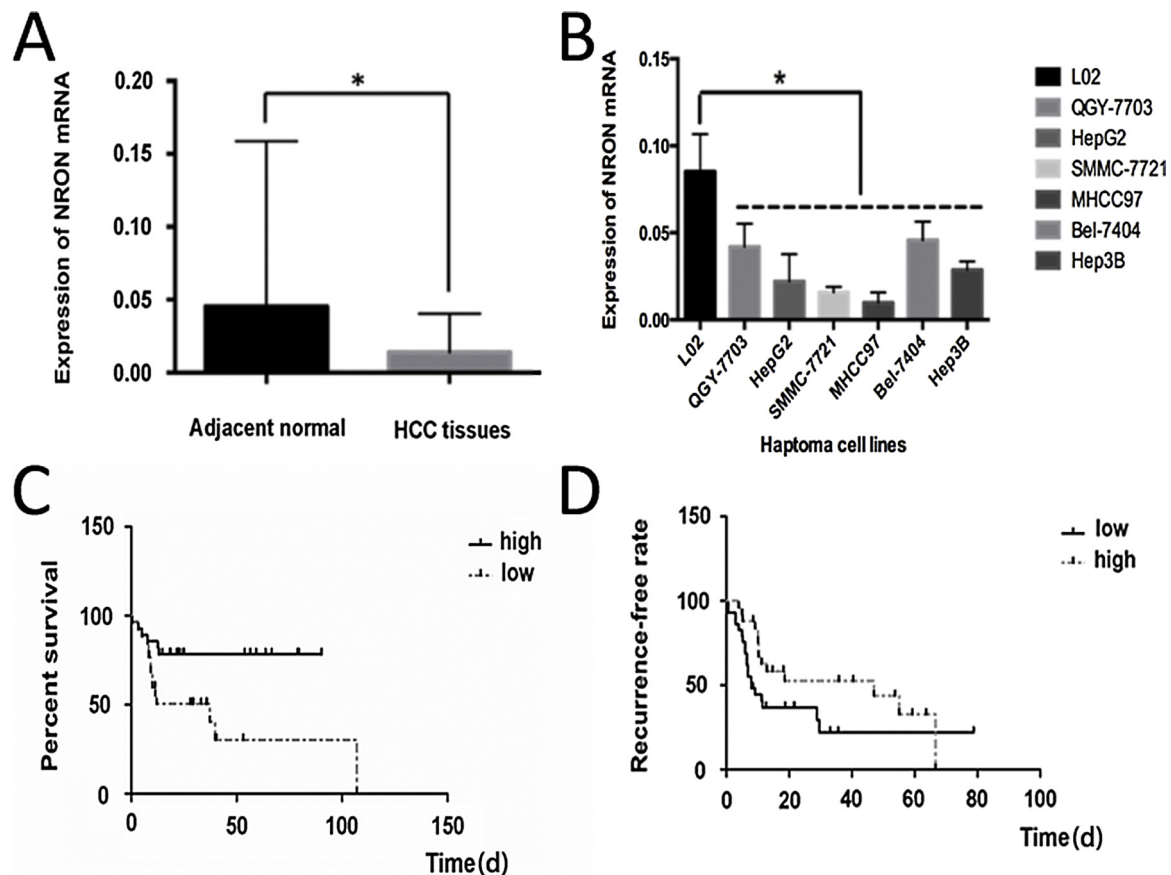 A
Expression of NRON mRNA
0.20
0.15
0.10
0.05
0.00
*
Adjacent normal
HCC tissues
B
Expression of NRON mRNA
0.15
0.10
0.05
0.00
*
L02
QGY-7703
HepG2
SMMC-7721
MHCC97
Bel-7404
Hep3B
Haptoma cell lines
L02
QGY-7703
HepG2
SMMC-7721
MHCC97
Bel-7404
Hep3B
C
Percent survival
150
100
50
0
0
50
100
150
Time(d)
high
low
D
Recurrence-free rate
150
100
50
0
0
20
40
60
80
100
Time(d)
low
high